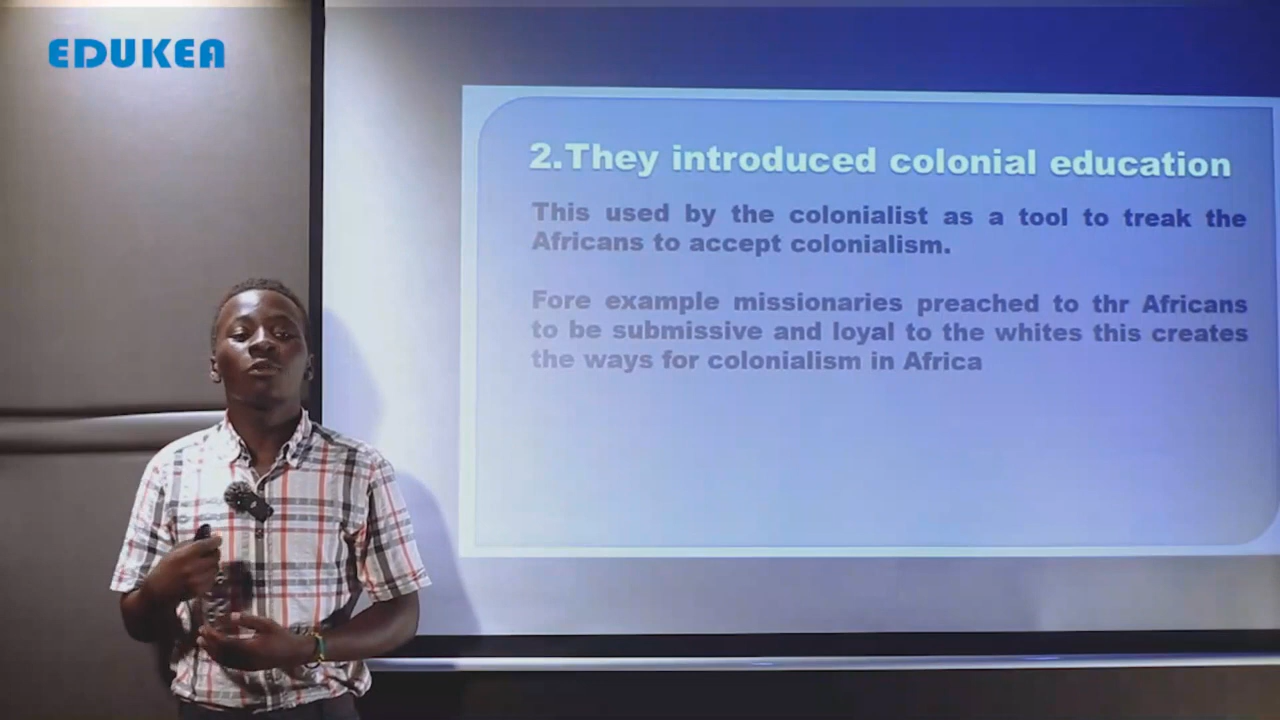 EDUKEA
2.They introduced colonial education
This used by the colonialist as a tool to treak the
Africans to accept colonialism.
Fore example missionaries preached to thr Africans
to be submissive and loyal to the whites this creates
the ways for colonialism in Africa